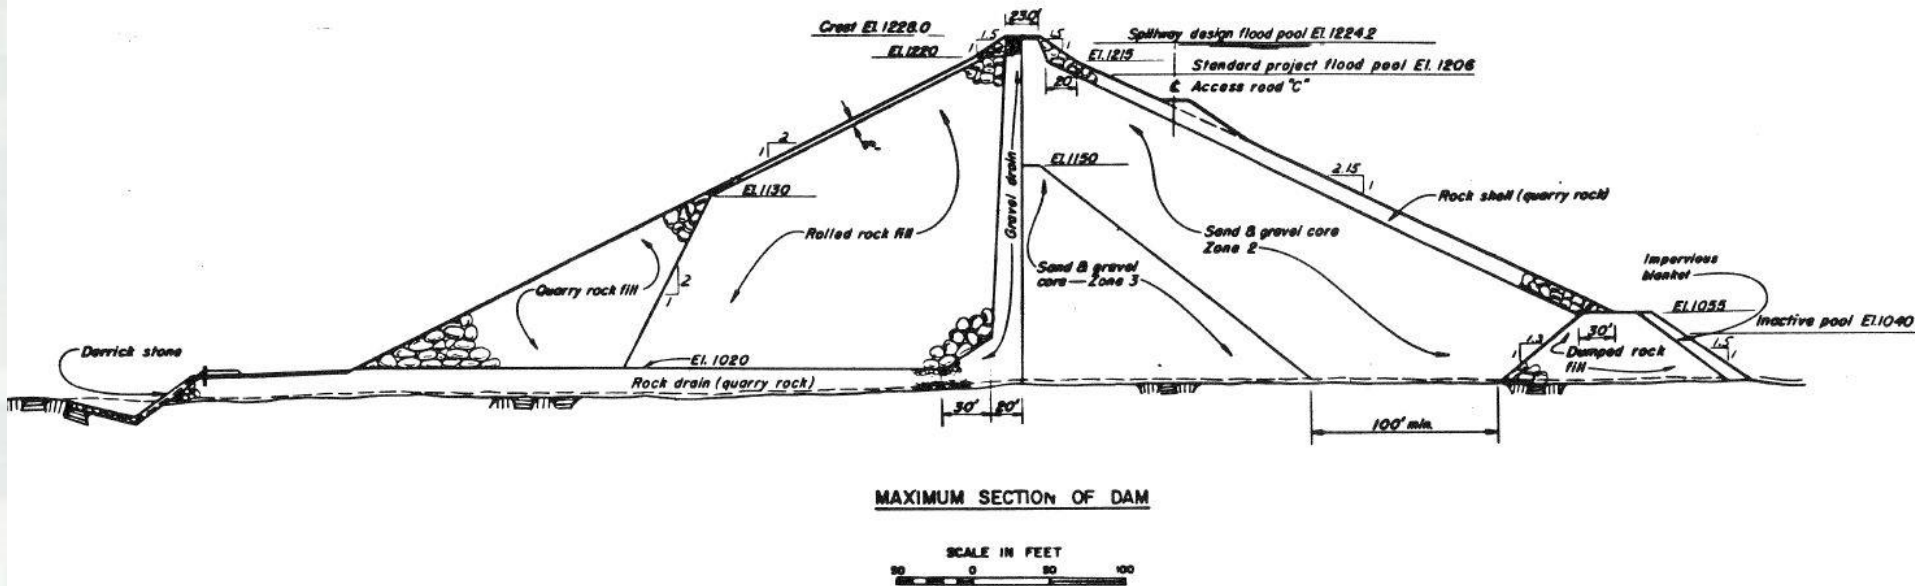 23.0'
Crest El. 1228.0
1.5
1
1.5
1
Spillway design flood pool El. 1224.2
El. 1220
El. 1215
Standard project flood pool El. 1206
20'
℄ Access road "C"
2
1
Gravel drain
El. 1150
2.15
1
El. 1130
Rock shell (quarry rock)
Rolled rock fill
Sand & gravel core
Zone 2
Impervious
blanket
Sand & gravel
core — Zone 3
2
1
Quarry rock fill
El. 1055
Inactive pool El. 1040
30'
1.3
1
Dumped rock
fill
1.5
1
Derrick stone
El. 1020
Rock drain (quarry rock)
30'
20'
100' min.
MAXIMUM SECTION OF DAM
SCALE IN FEET
50 0 50 100